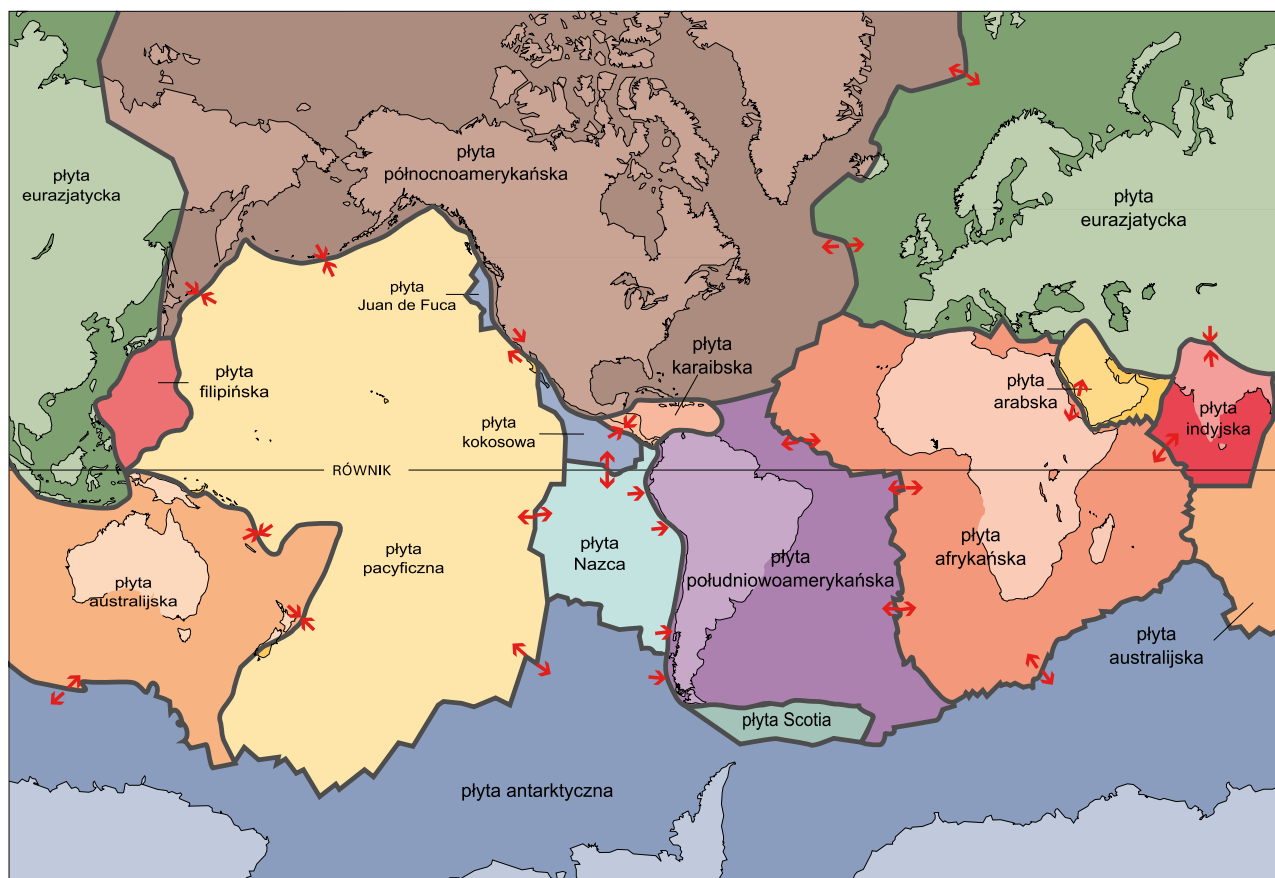 płyta
eurazjatycka
płyta
północnoamerykańska
płyta
eurazjatycka
płyta
Juan de Fuca
płyta
karaibska
płyta
filipińska
płyta
arabska
płyta
kokosowa
płyta
indyjska
RÓWNIK
płyta
pacyficzna
płyta
Nazca
płyta
południowoamerykańska
płyta
afrykańska
płyta
australijska
płyta
australijska
płyta Scotia
płyta antarktyczna